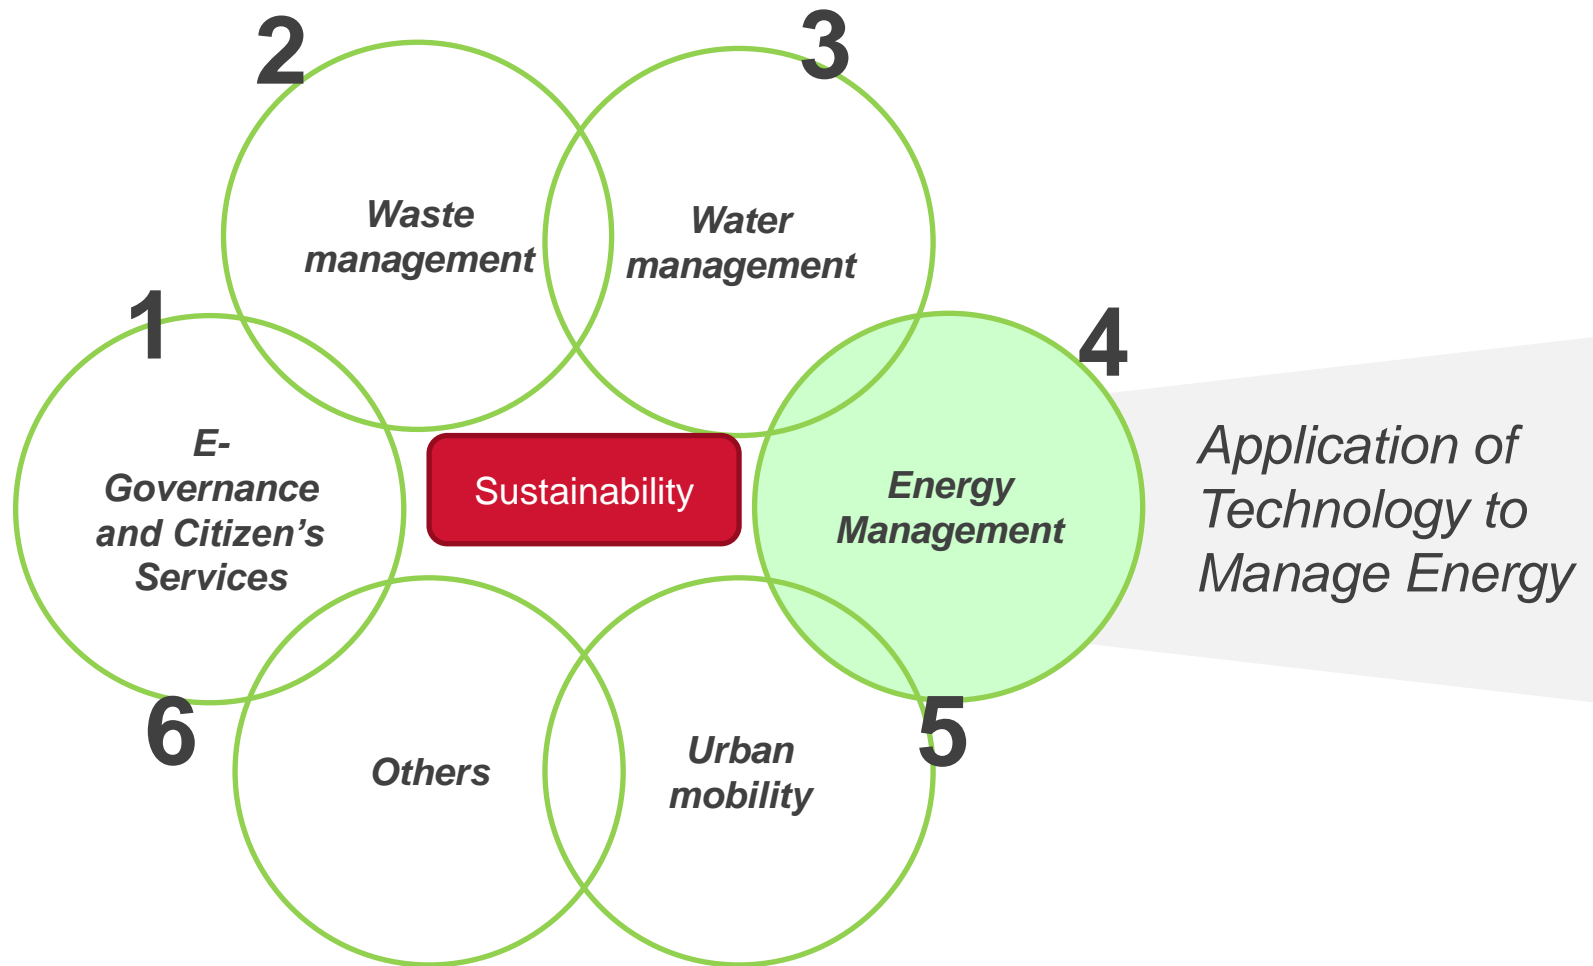 1
E-
Governance
and Citizen’s
Services
2
Waste
management
3
Water
management
4
Energy
Management
5
Urban
mobility
6
Others
Sustainability
Application of
Technology to
Manage Energy